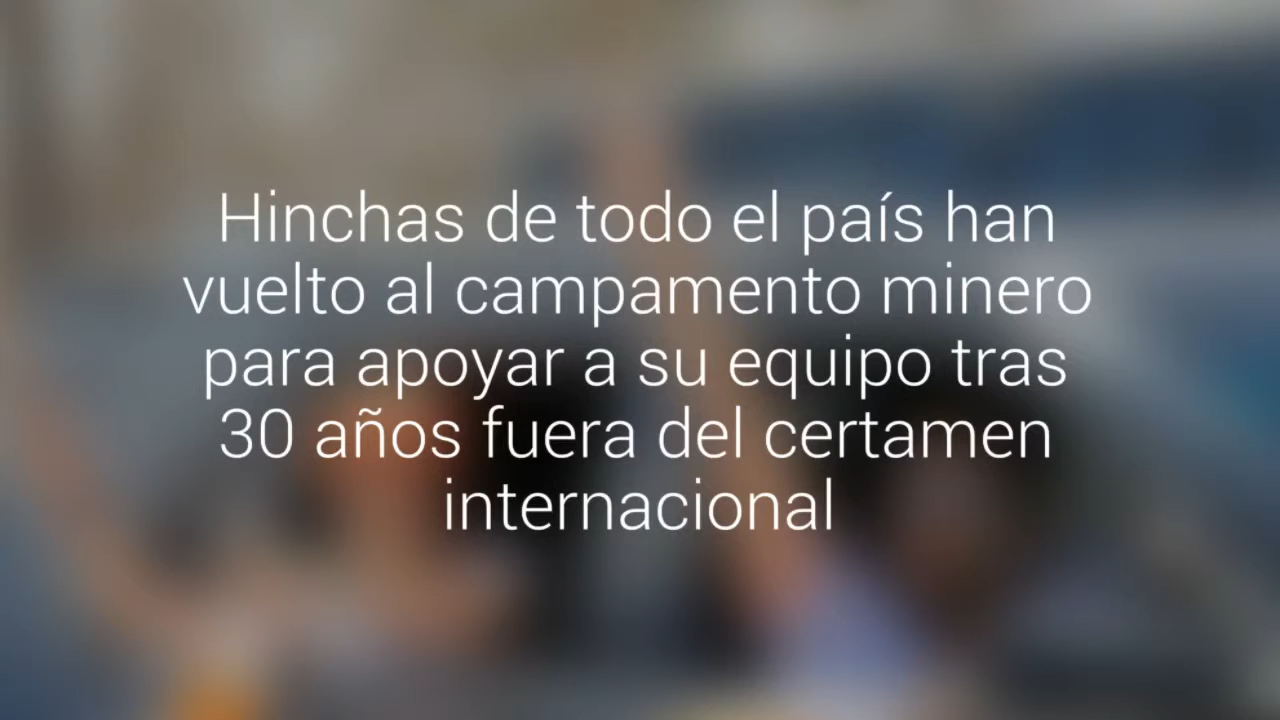 Hinchas de todo el país han
vuelto al campamento minero
para apoyar a su equipo tras
30 años fuera del certamen
internacional